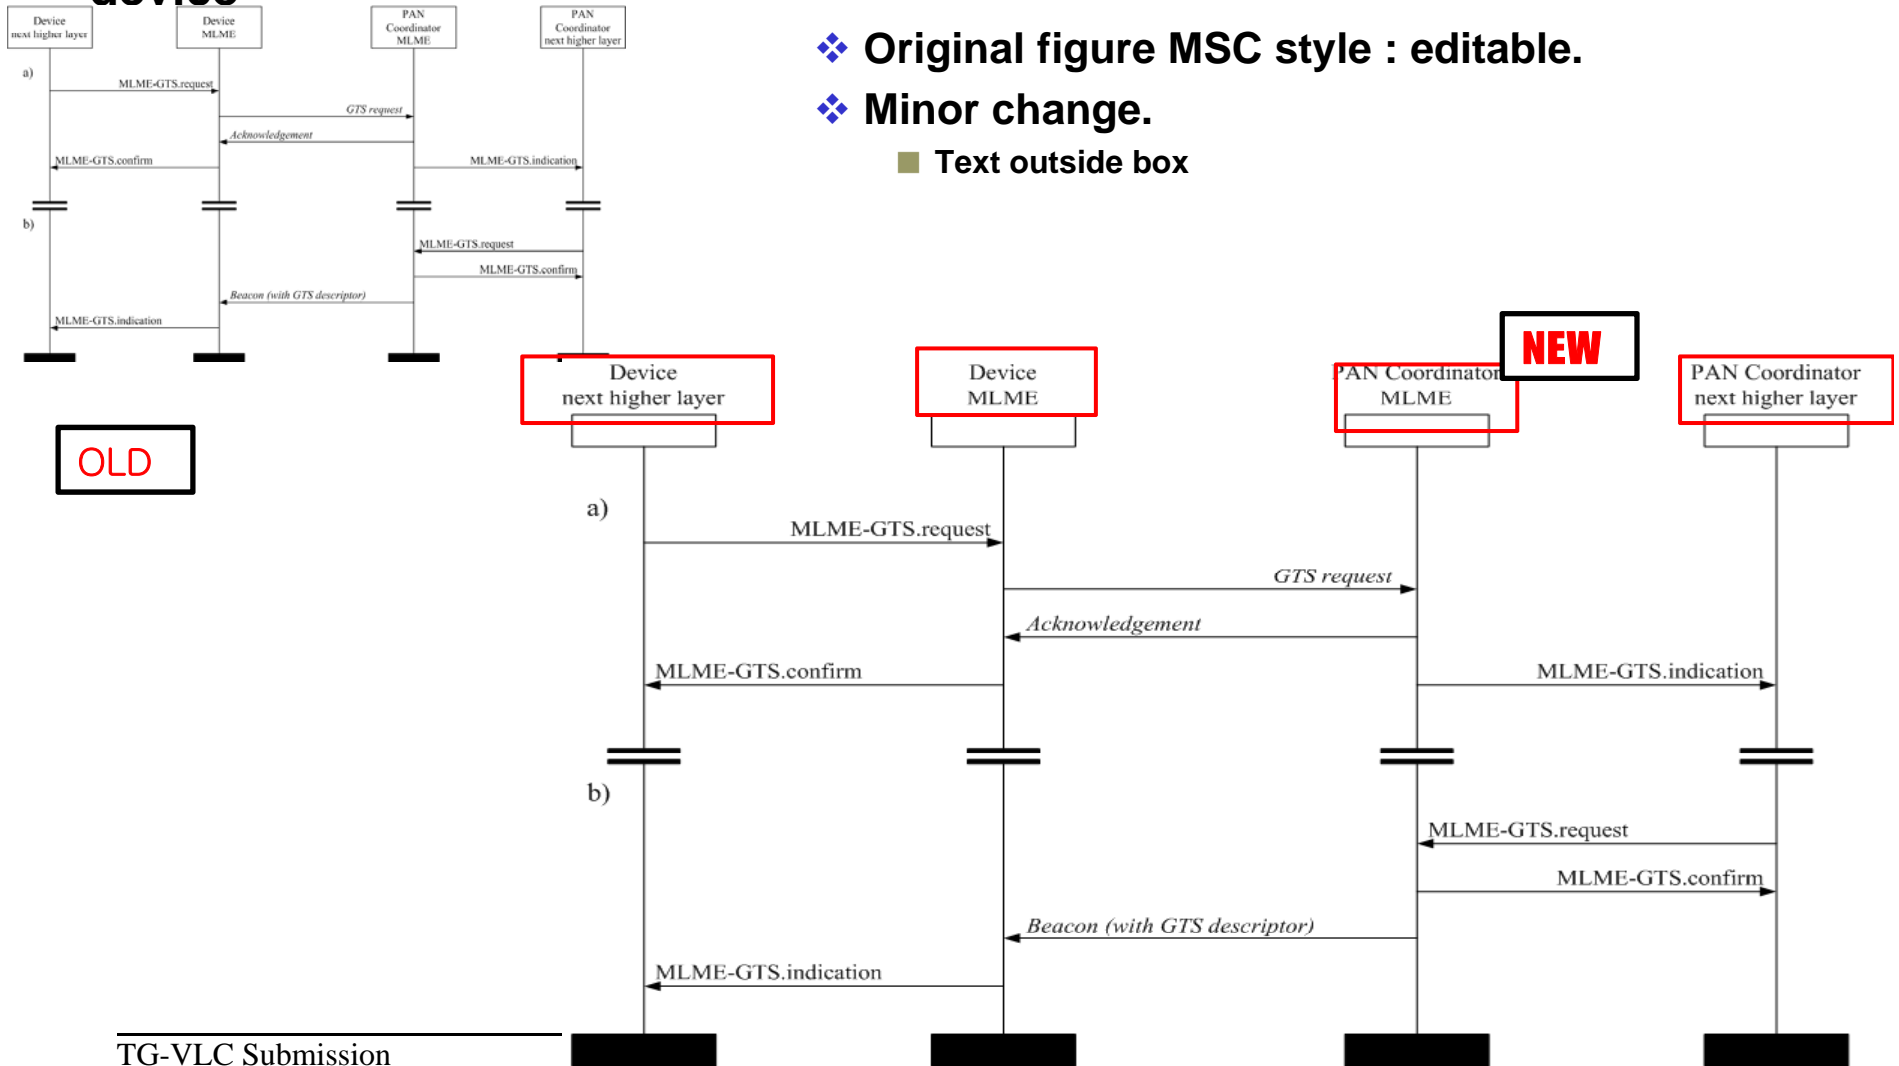 device
Device
next higher layer
Device
MLME
PAN
Coordinator
MLME
PAN
Coordinator
next higher layer
a)
MLME-GTS.request
GTS request
Acknowledgement
MLME-GTS.confirm
MLME-GTS.indication
b)
MLME-GTS.request
MLME-GTS.confirm
Beacon (with GTS descriptor)
MLME-GTS.indication
Original figure MSC style : editable.
Minor change.
Text outside box
OLD
NEW
Device
next higher layer
Device
MLME
PAN Coordinator
MLME
PAN Coordinator
next higher layer
a)
MLME-GTS.request
GTS request
Acknowledgement
MLME-GTS.confirm
MLME-GTS.indication
b)
MLME-GTS.request
MLME-GTS.confirm
Beacon (with GTS descriptor)
MLME-GTS.indication
TG-VLC Submission